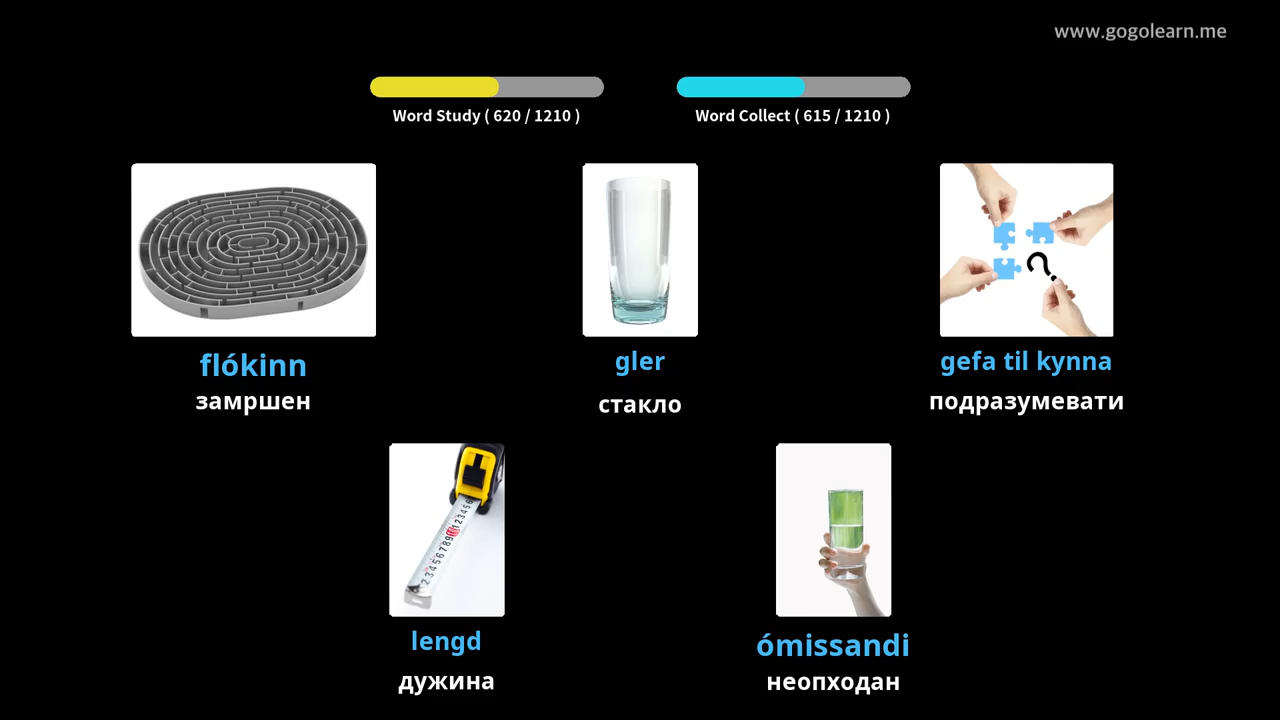 www.gogolearn.me
Word Study ( 620 / 1210 )
Word Collect ( 615 / 1210 )
flókinn
замршен
gler
стакло
gefa til kynna
подразумевати
lengd
дужина
ómissandi
неопходан